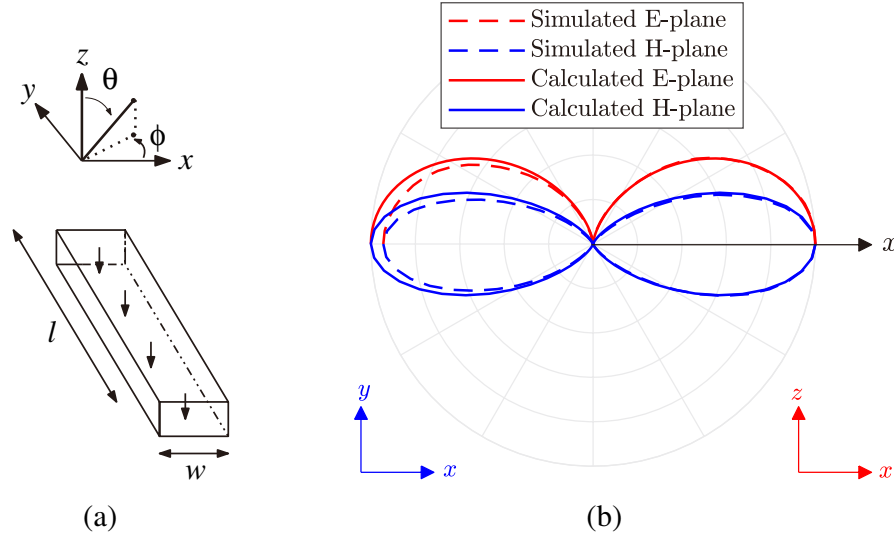 z
θ
y
ϕ
x
l
w
(a)
Simulated E-plane
Simulated H-plane
Calculated E-plane
Calculated H-plane
x
y
x
z
x
(b)